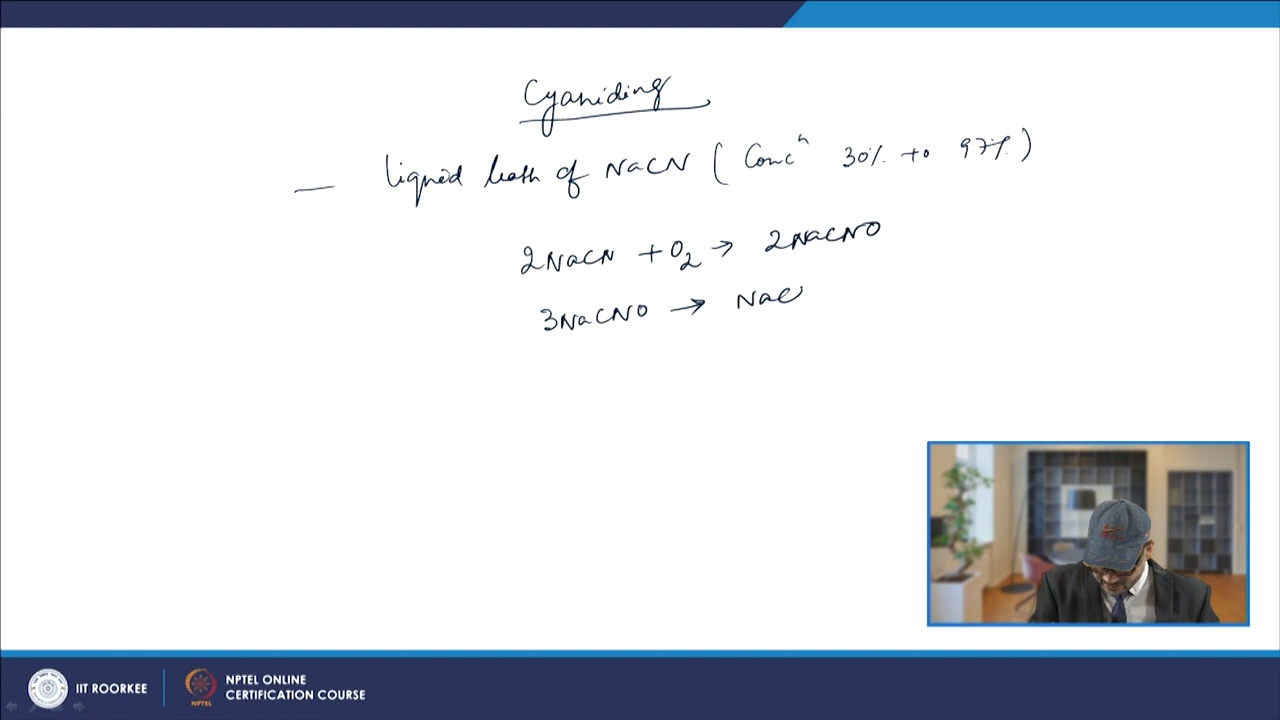 Cyaniding
— Liquid bath of NaCN ( Concⁿ 30% to 97% )
2NaCN + O₂ → 2NaCNO
3NaCNO → NaC
IIT ROORKEE
NPTEL ONLINE
CERTIFICATION COURSE
NPTEL